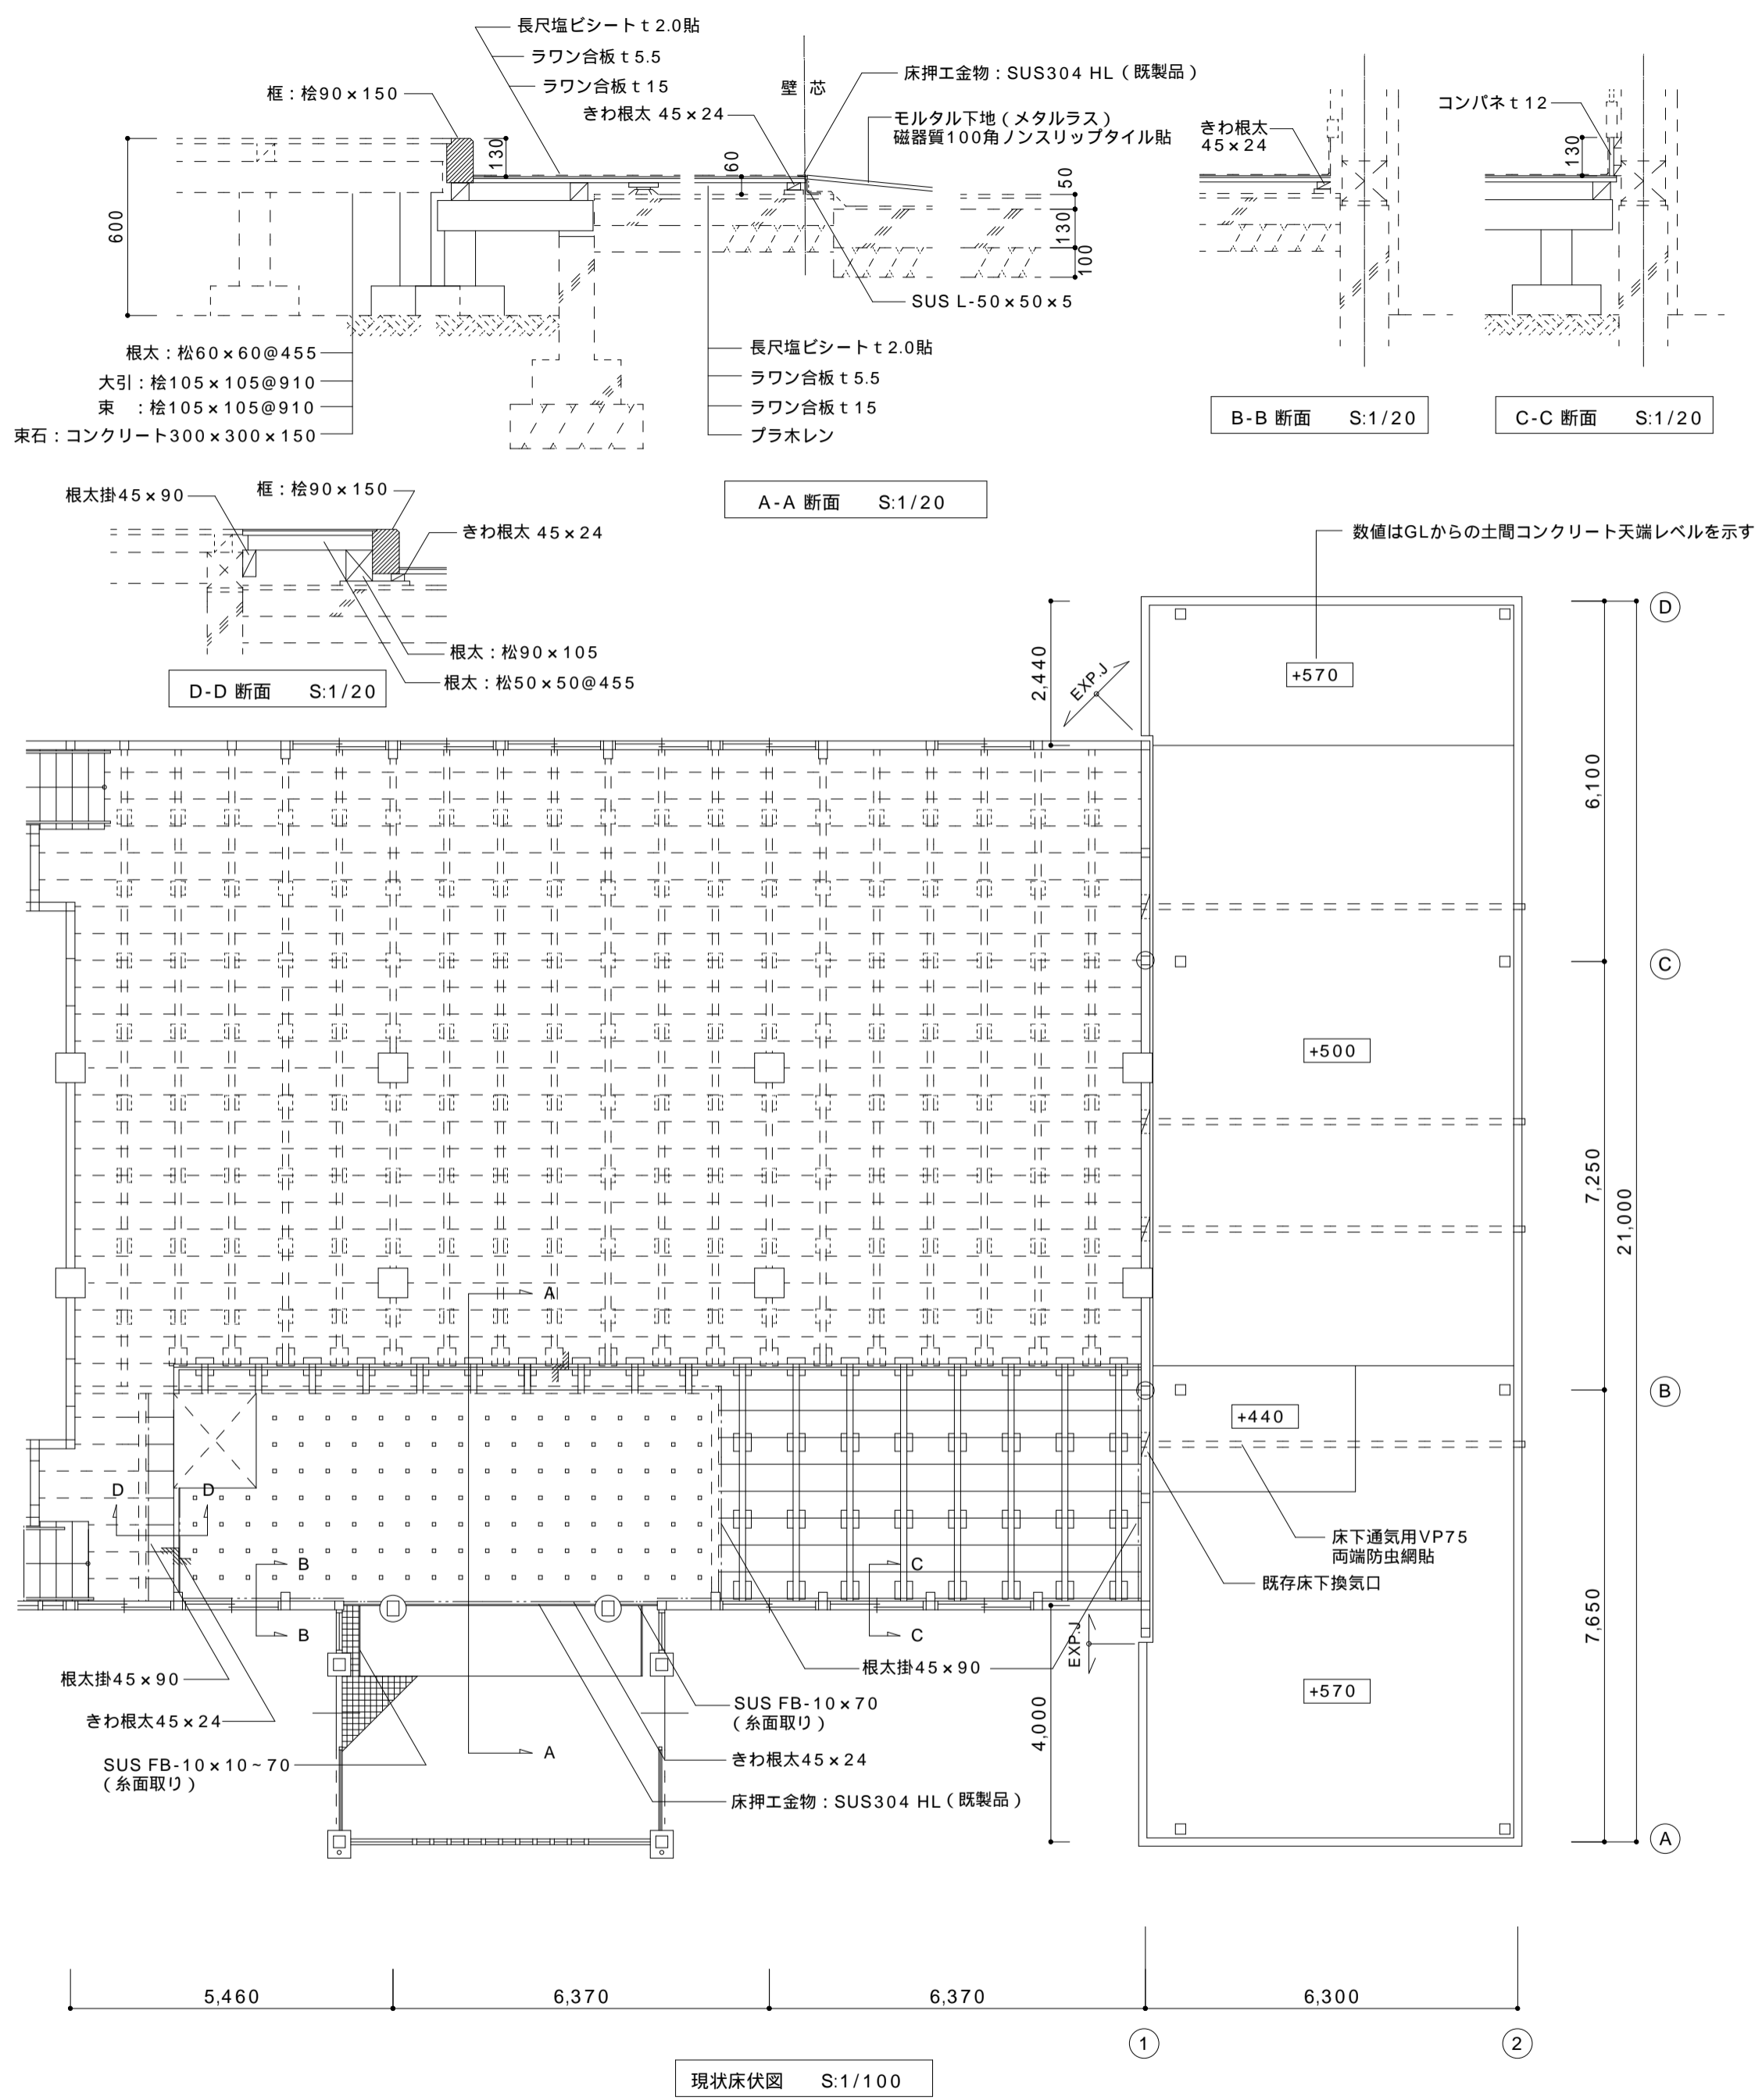 長尺塩ビシートt2.0貼
ラワン合板t5.5
ラワン合板t15
框：桧90×150
きわ根太 45×24
壁 芯
床押エ金物：SUS304 HL（既製品）
モルタル下地（メタルラス）
磁器質100角ノンスリップタイル貼
130
60
600
50
130
100
SUS L-50×50×5
根太：松60×60@455
大引：桧105×105@910
束　：桧105×105@910
束石：コンクリート300×300×150
長尺塩ビシートt2.0貼
ラワン合板t5.5
ラワン合板t15
プラ木レン
A-A 断面　S:1/20
きわ根太
45×24
B-B 断面　S:1/20
コンパネt12
130
C-C 断面　S:1/20
根太掛45×90
框：桧90×150
きわ根太 45×24
根太：松90×105
根太：松50×50@455
D-D 断面　S:1/20
数値はGLからの土間コンクリート天端レベルを示す
D
2,440
EXP.J
+570
6,100
C
+500
7,250
21,000
A
B
+440
D
D
床下通気用VP75
両端防虫網貼
既存床下換気口
B
B
C
C
EXP.J
7,650
根太掛45×90
きわ根太45×24
SUS FB-10×10~70
（糸面取り）
根太掛45×90
SUS FB-10×70
（糸面取り）
A
きわ根太45×24
床押エ金物：SUS304 HL（既製品）
4,000
+570
A
5,460
6,370
6,370
6,300
1
2
現状床伏図　S:1/100